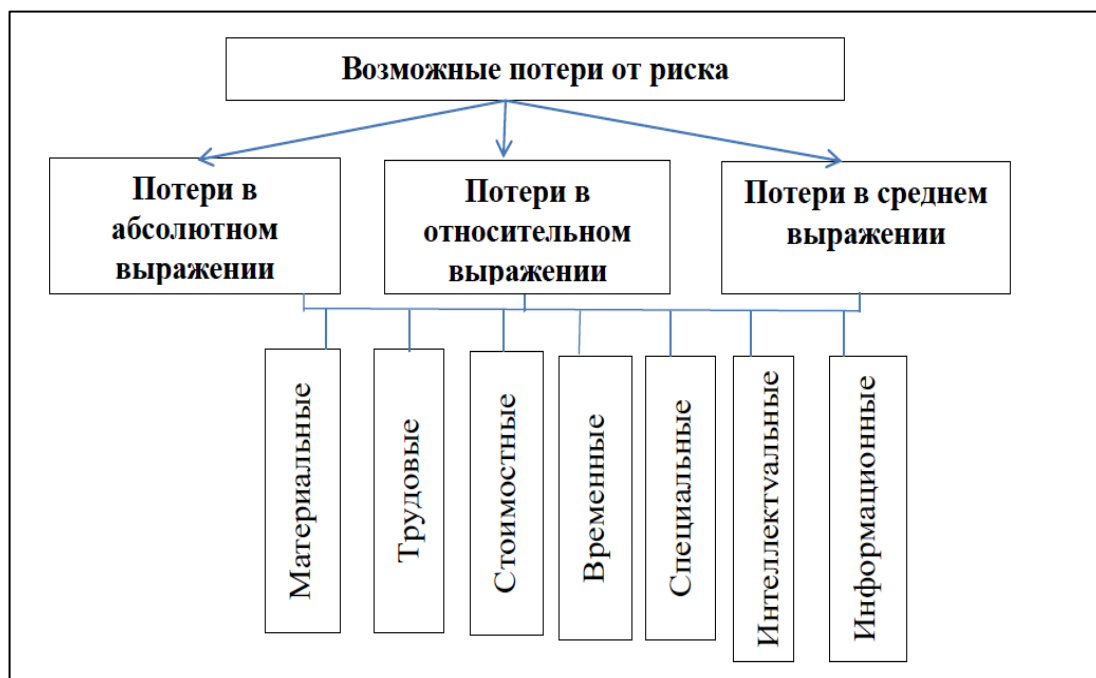 Возможные потери от риска
Потери в
абсолютном
выражении
Потери в
относительном
выражении
Потери в среднем
выражении
Материальные
Трудовые
Стоимостные
Временные
Специальные
Интеллектуальные
Информационные